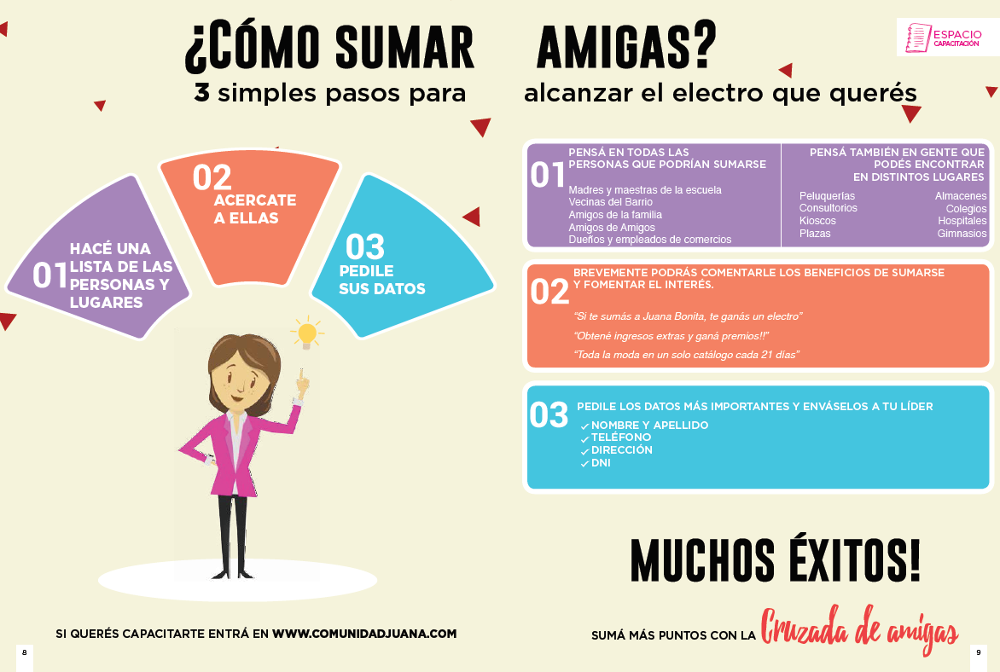 ¿CÓMO SUMAR AMIGAS?
3 simples pasos para alcanzar el electro que querés
ESPACIO
CAPACITACIÓN
01
HACÉ UNA
LISTA DE LAS
PERSONAS Y
LUGARES
02
ACERCATE
A ELLAS
03
PEDILE
SUS DATOS
SI QUERÉS CAPACITARTE ENTRÁ EN WWW.COMUNIDADJUANA.COM
8
01
PENSÁ EN TODAS LAS
PERSONAS QUE PODRÍAN SUMARSE
Madres y maestras de la escuela
Vecinas del Barrio
Amigos de la familia
Amigos de Amigos
Dueños y empleados de comercios
PENSÁ TAMBIÉN EN GENTE QUE
PODÉS ENCONTRAR
EN DISTINTOS LUGARES
Peluquerías
Consultorios
Kioscos
Plazas
Almacenes
Colegios
Hospitales
Gimnasios
02
BREVEMENTE PODRÁS COMENTARLE LOS BENEFICIOS DE SUMARSE
Y FOMENTAR EL INTERÉS.
“Si te sumás a Juana Bonita, te ganás un electro”
“Obtené ingresos extras y ganá premios!!”
“Toda la moda en un solo catálogo cada 21 días”
03
PEDILE LOS DATOS MÁS IMPORTANTES Y ENVÁSELOS A TU LÍDER
NOMBRE Y APELLIDO
TELÉFONO
DIRECCIÓN
DNI
MUCHOS ÉXITOS!
SUMÁ MÁS PUNTOS CON LA Cruzada de amigas
9